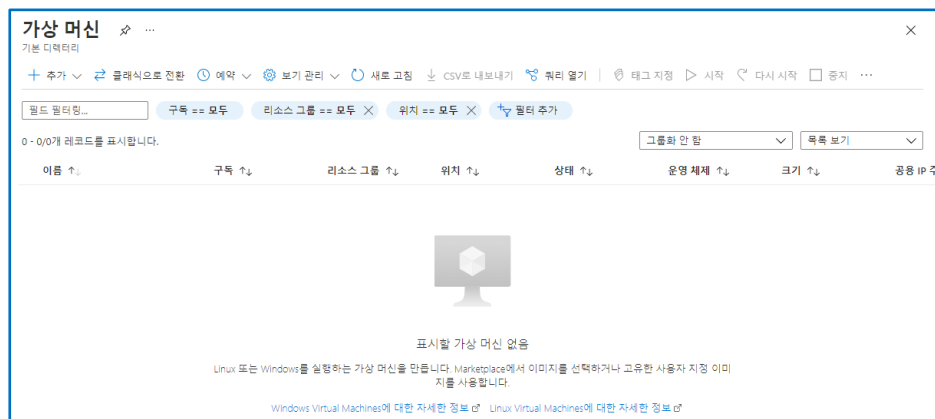 가상 머신
기본 디렉터리
추가 클래식으로 전환 예약 보기 관리 새로 고침 CSV로 내보내기 쿼리 열기 태그 지정 시작 다시 시작 중지 ...
필드 필터링... 구독 == 모두 리소스 그룹 == 모두 위치 == 모두 필터 추가
0 - 0/0개 레코드를 표시합니다. 그룹화 안 함 목록 보기
이름 구독 리소스 그룹 위치 상태 운영 체제 크기 공용 IP
표시할 가상 머신 없음
Linux 또는 Windows를 실행하는 가상 머신을 만듭니다. Marketplace에서 이미지를 선택하거나 고유한 사용자 지정 이미
지를 사용합니다.
Windows Virtual Machines에 대한 자세한 정보 Linux Virtual Machines에 대한 자세한 정보